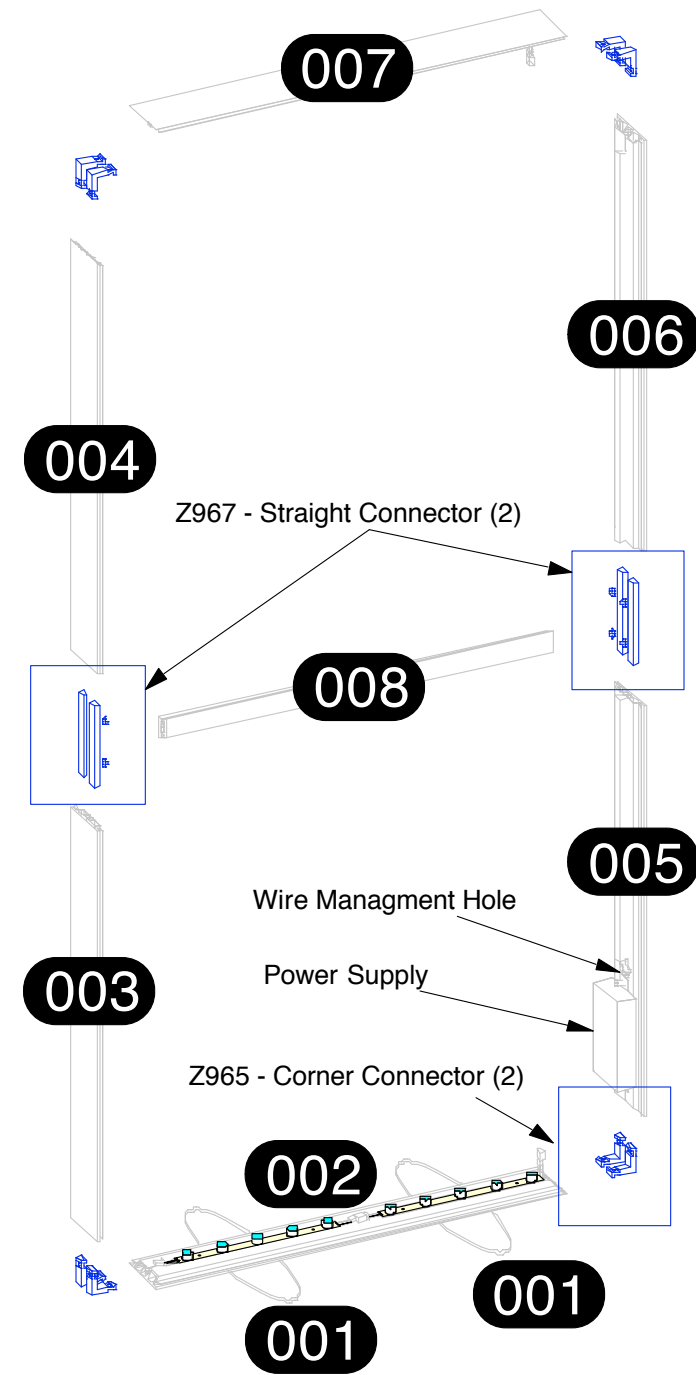 007
006
004
Z967 - Straight Connector (2)
008
005
Wire Managment Hole
003
Power Supply
Z965 - Corner Connector (2)
002
001
001